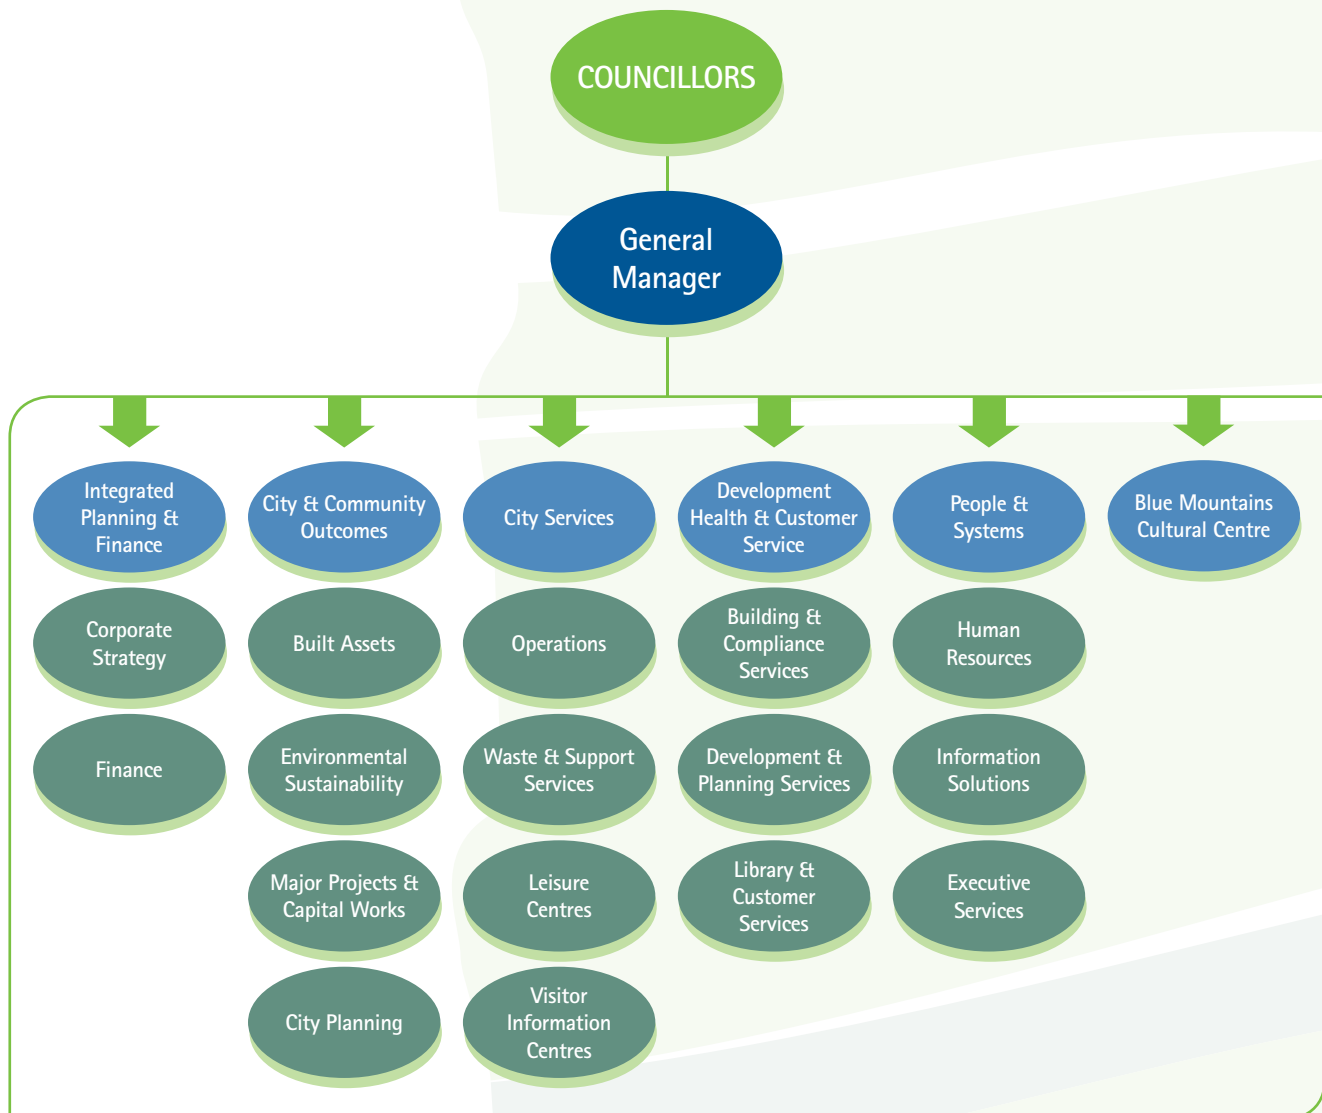 COUNCILLORS
General
Manager
Integrated
Planning &
Finance
City & Community
Outcomes
City Services
Development
Health & Customer
Service
People &
Systems
Blue Mountains
Cultural Centre
Corporate
Strategy
Built Assets
Operations
Building &
Compliance
Services
Human
Resources
Finance
Environmental
Sustainability
Waste & Support
Services
Development &
Planning Services
Information
Solutions
Major Projects &
Capital Works
Leisure
Centres
Library &
Customer
Services
Executive
Services
City Planning
Visitor
Information
Centres